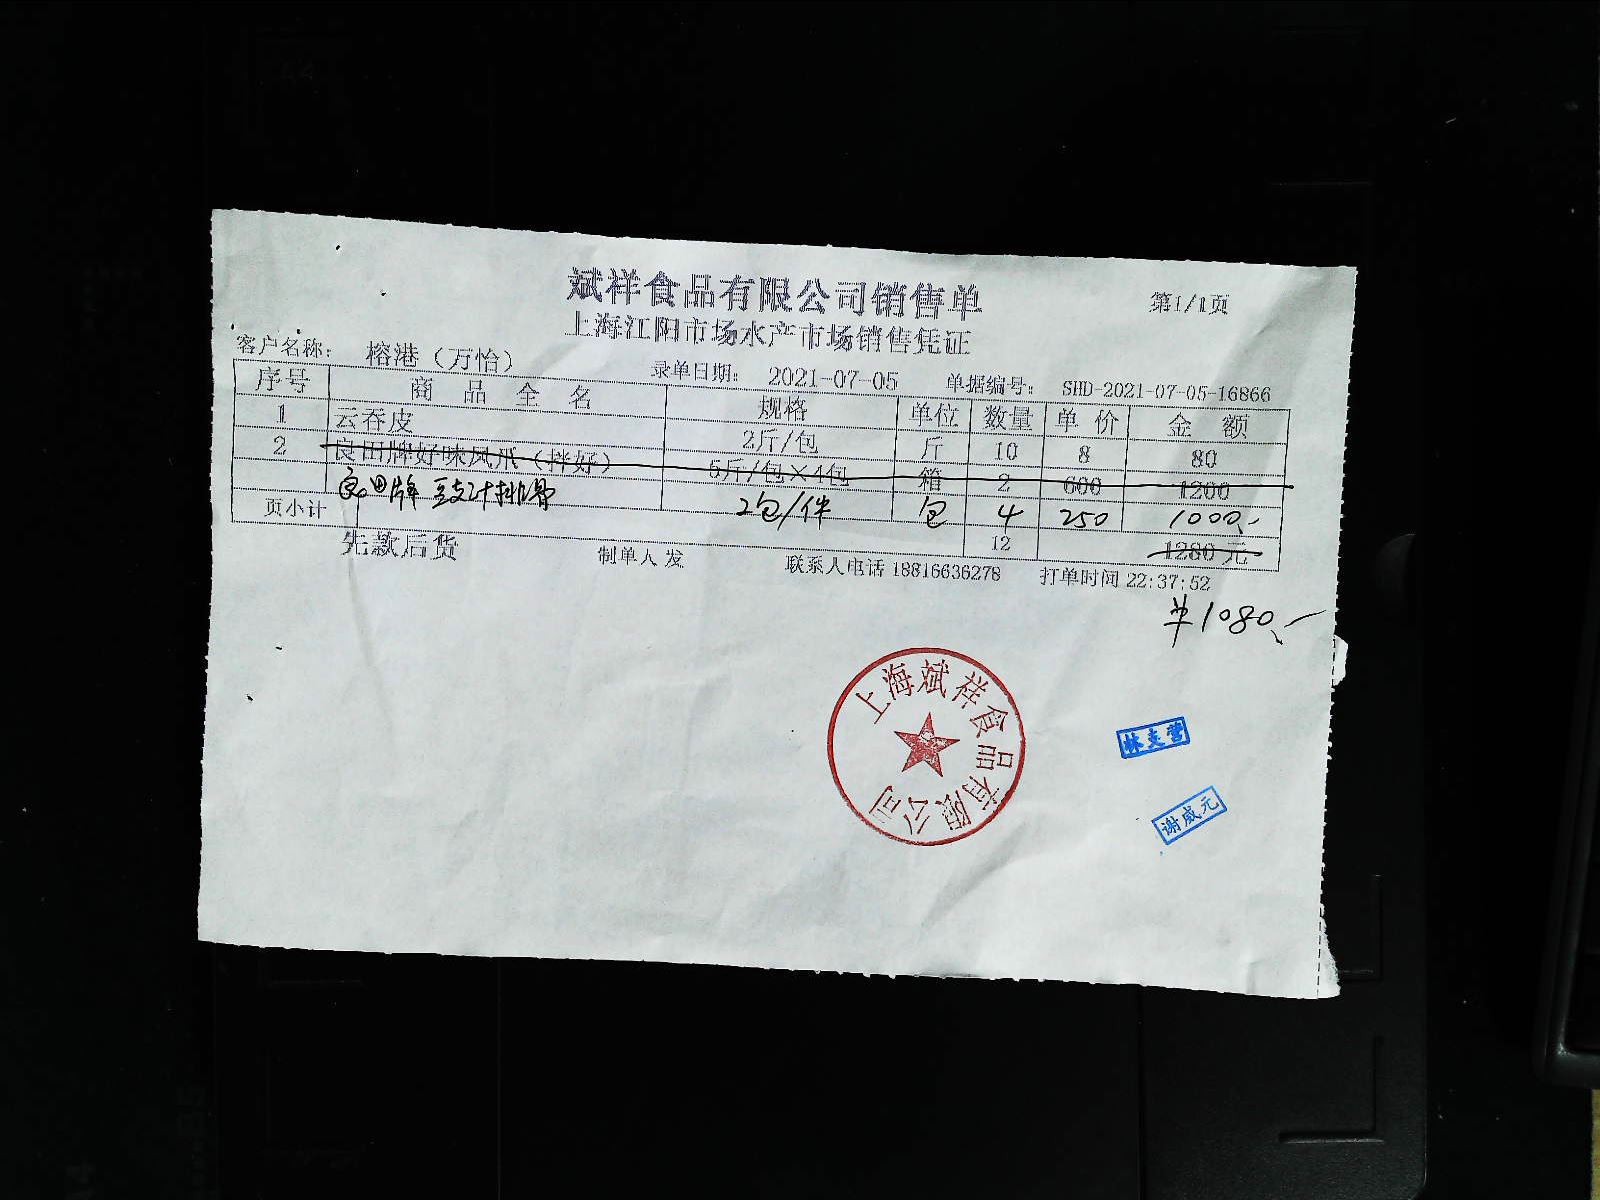 斌祥食品有限公司销售单
第1/1页
上海江阳市场水产市场销售凭证
客户名称： 榕港（万怡） 录单日期： 2021-07-05 单据编号： SHD-2021-07-05-16866
序号 商品全名 规格 单位 数量 单价 金额
1 云吞皮 2斤/包 斤 10 8 80
2 良田牌好味凤爪（拌好） 5斤/包×4包 箱 2 600 1200
良田牌 豉汁排骨 2包/件 包 4 250 1000.-
页小计 12 1280元
先款后货 制单人 发 联系人电话 18816636278 打单时间 22:37:52
¥1080.-
上海斌祥食品有限公司
林支营
谢威元